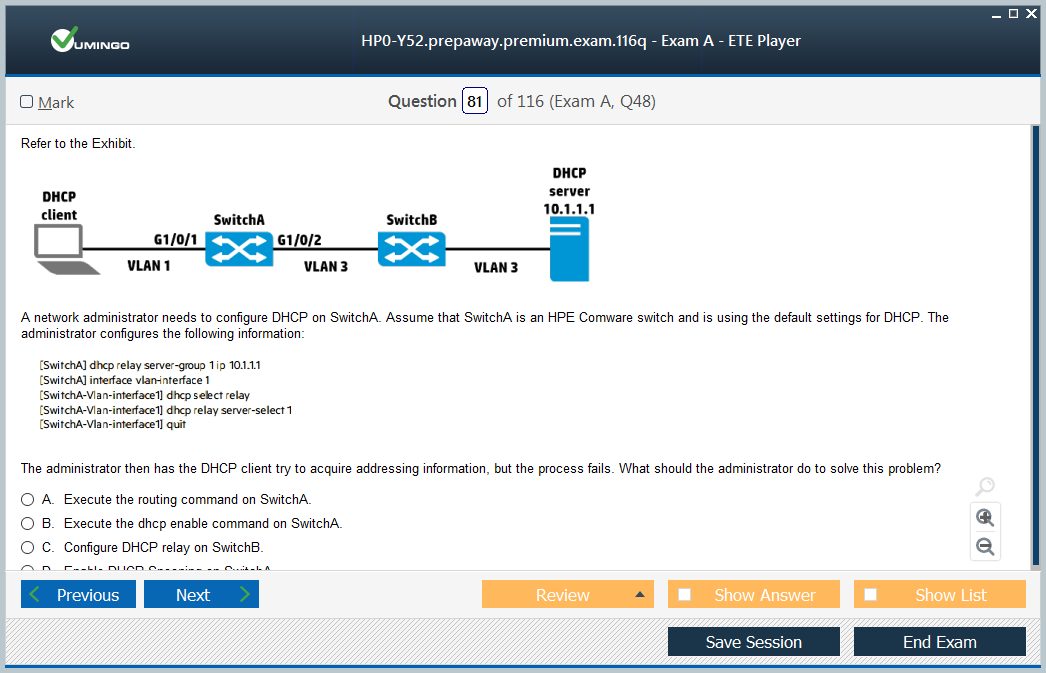 VUMINGO
HP0-Y52.prepaway.premium.exam.116q - Exam A - ETE Player
Mark
Question 81 of 116 (Exam A, Q48)
Refer to the Exhibit.
DHCP
client
G1/0/1
VLAN 1
SwitchA
G1/0/2
VLAN 3
SwitchB
VLAN 3
DHCP
server
10.1.1.1
A network administrator needs to configure DHCP on SwitchA. Assume that SwitchA is an HPE Comware switch and is using the default settings for DHCP. The
administrator configures the following information:
[SwitchA] dhcp relay server-group 1 ip 10.1.1.1
[SwitchA] interface vlan-interface 1
[SwitchA-Vlan-interface1] dhcp select relay
[SwitchA-Vlan-interface1] dhcp relay server-select 1
[SwitchA-Vlan-interface1] quit
The administrator then has the DHCP client try to acquire addressing information, but the process fails. What should the administrator do to solve this problem?
A. Execute the routing command on SwitchA.
B. Execute the dhcp enable command on SwitchA.
C. Configure DHCP relay on SwitchB.
D. Enable DHCP Snooping on SwitchA
Previous
Next
Review
Show Answer
Show List
Save Session
End Exam